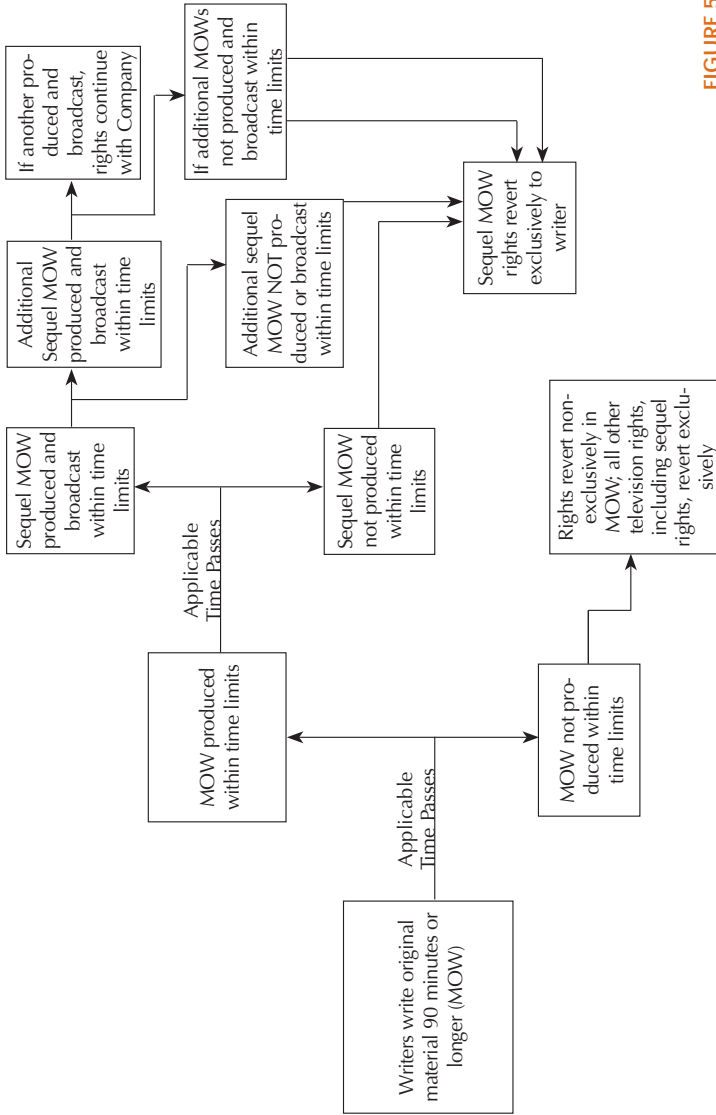 Writers write original
material 90 minutes or
longer (MOW)
Applicable
Time Passes
MOW produced
within time limits
MOW not pro-
duced within
time limits
Applicable
Time Passes
Sequel MOW
produced and
broadcast
within time
limits
Sequel MOW
not produced
within time
limits
Rights revert non-
exclusively in
MOW; all other
television rights,
including sequel
rights, revert exclu-
sively
Additional
Sequel MOW
produced and
broadcast
within time
limits
Additional sequel
MOW NOT pro-
duced or broadcast
within time limits
Sequel MOW
rights revert
exclusively to
writer
If another pro-
duced and
broadcast,
rights continue
with Company
If additional MOWs
not produced and
broadcast within
time limits
FIGURE 5